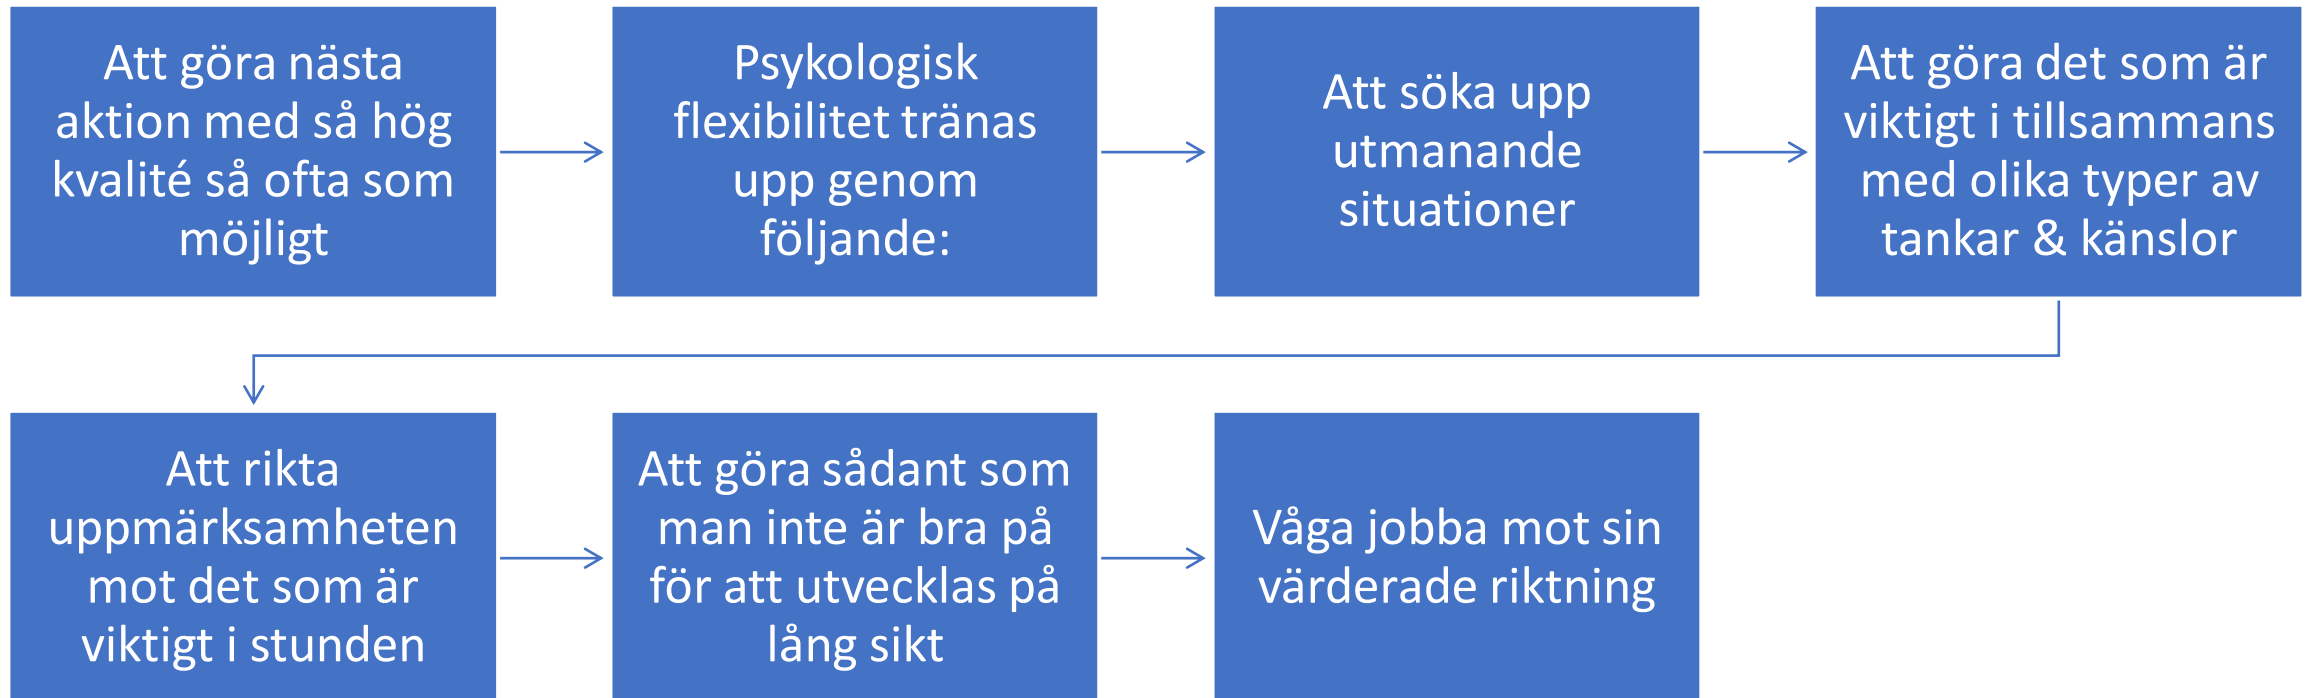 Att göra nästa
aktion med så hög
kvalité så ofta som
möjligt
Psykologisk
flexibilitet tränas
upp genom
följande:
Att söka upp
utmanande
situationer
Att göra det som är
viktigt i tillsammans
med olika typer av
tankar & känslor
Att rikta
uppmärksamheten
mot det som är
viktigt i stunden
Att göra sådant som
man inte är bra på
för att utvecklas på
lång sikt
Våga jobba mot sin
värderade riktning